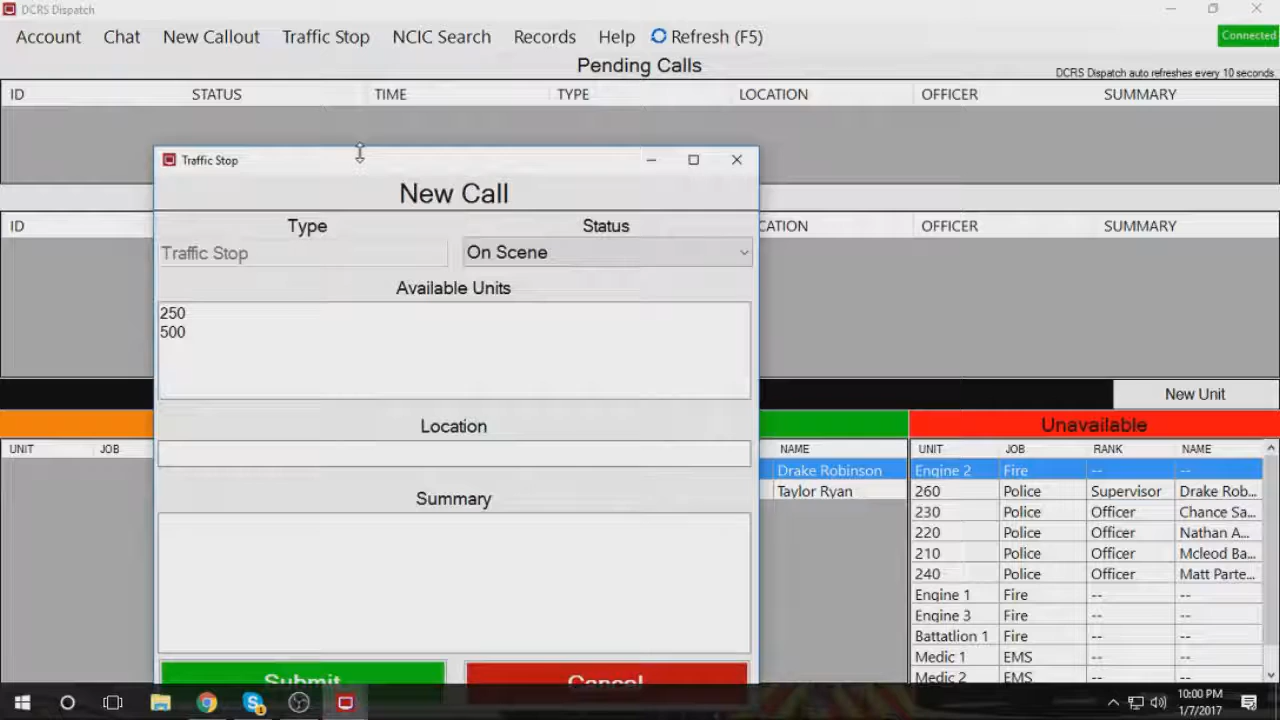 DCRS Dispatch
Account Chat New Callout Traffic Stop NCIC Search Records Help Refresh (F5) Connected
Pending Calls
DCRS Dispatch auto refreshes every 10 seconds.
ID STATUS TIME TYPE LOCATION OFFICER SUMMARY
Traffic Stop
New Call
ID CATION OFFICER SUMMARY
Type Status
Traffic Stop On Scene
Available Units
250
500
New Unit
Unavailable
Location
UNIT JOB NAME UNIT JOB RANK NAME
Drake Robinson Engine 2 Fire -- --
Taylor Ryan 260 Police Supervisor Drake Rob...
Summary
230 Police Officer Chance Sa...
220 Police Officer Nathan A...
210 Police Officer Mcleod Ba...
240 Police Officer Matt Parte...
Engine 1 Fire -- --
Engine 3 Fire -- --
Battatlion 1 Fire -- --
Medic 1 EMS -- --
Medic 2 EMS -- --
Submit Cancel
10:00 PM
1/7/2017